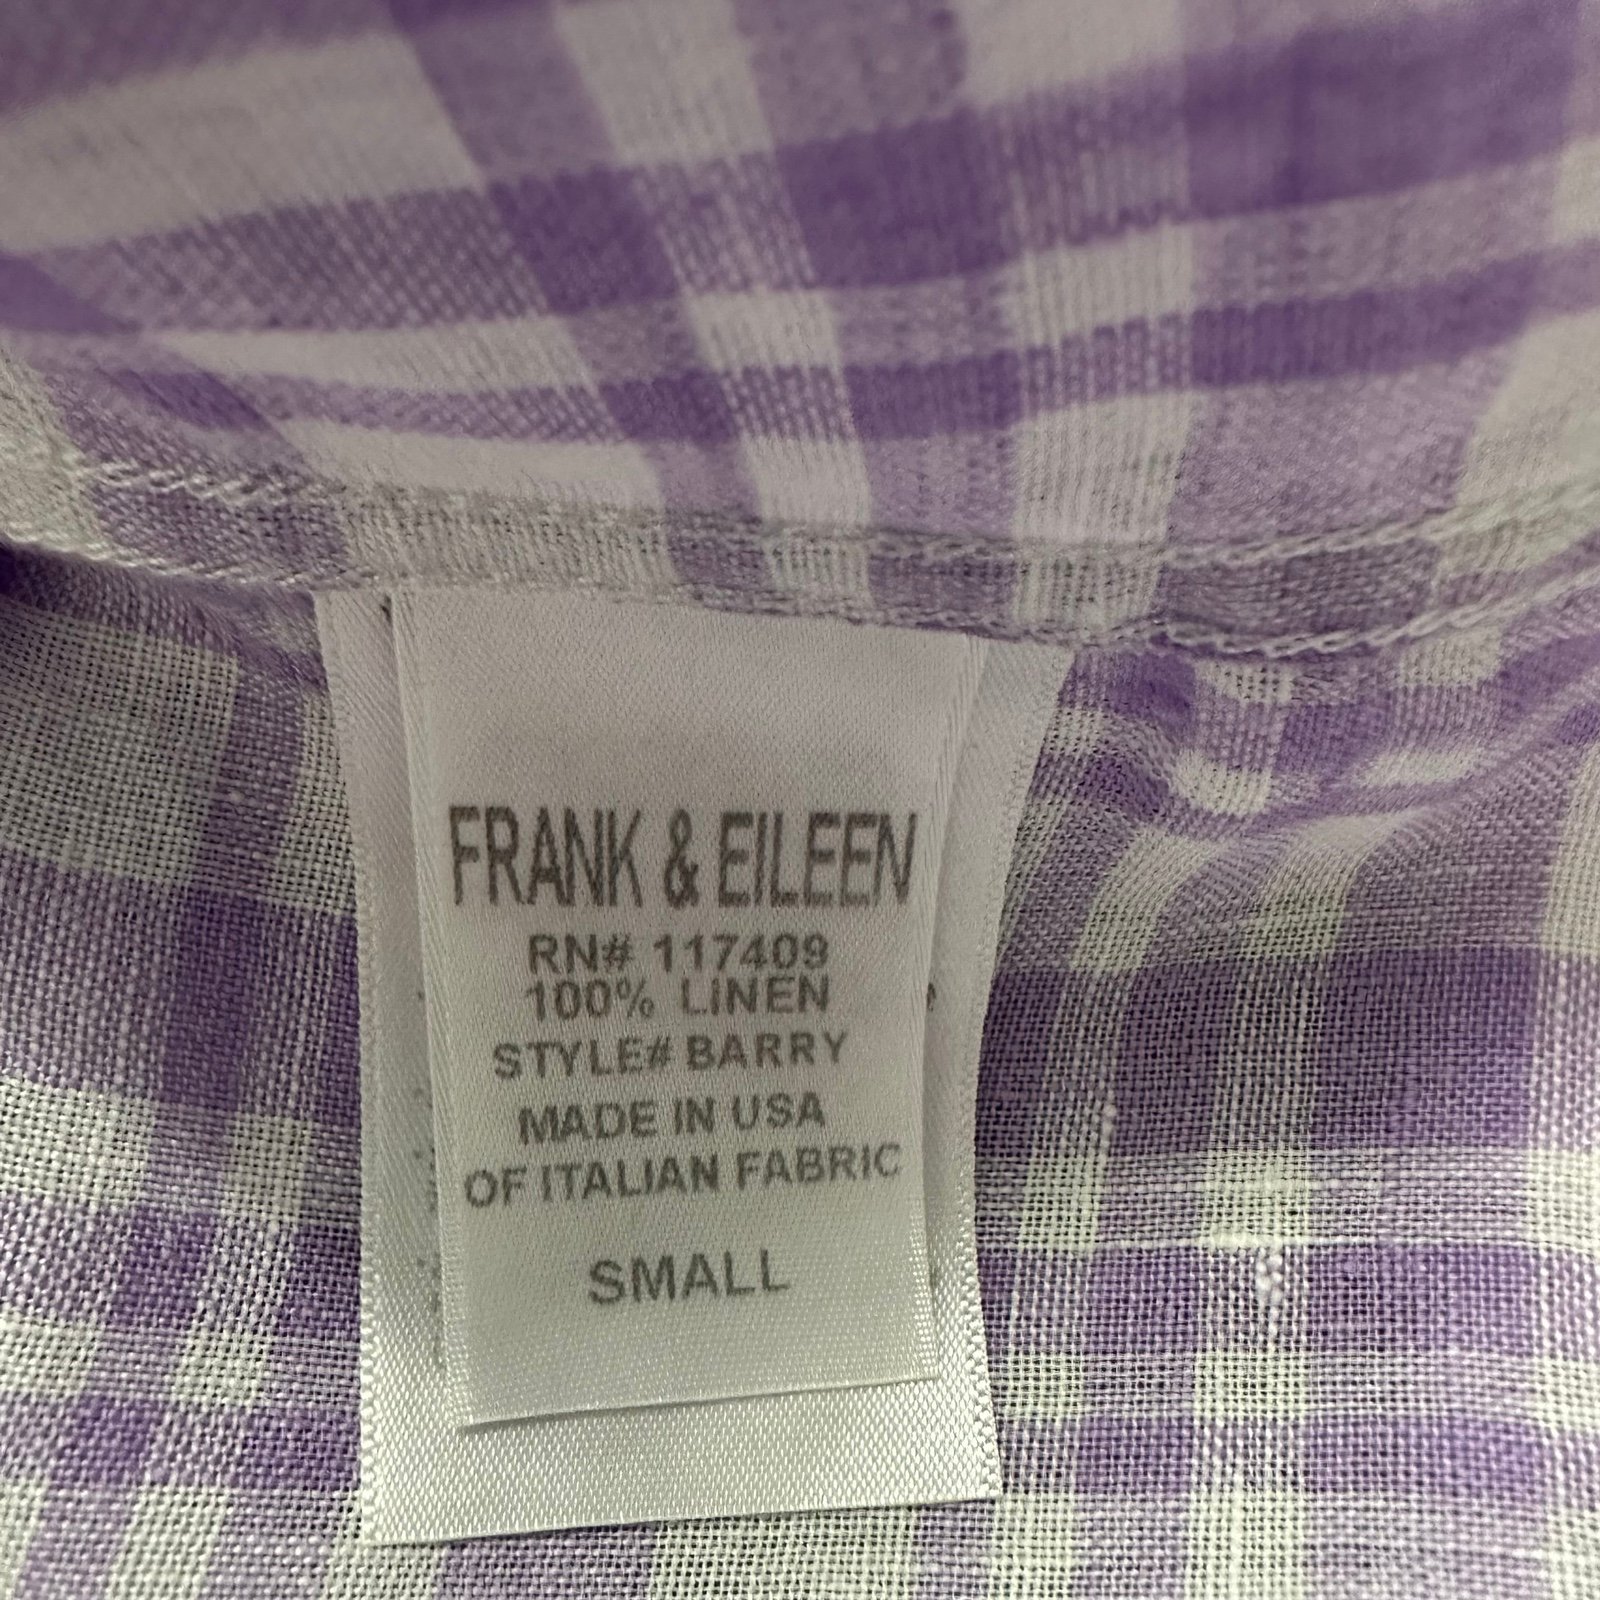 FRANK & EILEEN
RN# 117409
100% LINEN
STYLE# BARRY
MADE IN USA
OF ITALIAN FABRIC
SMALL